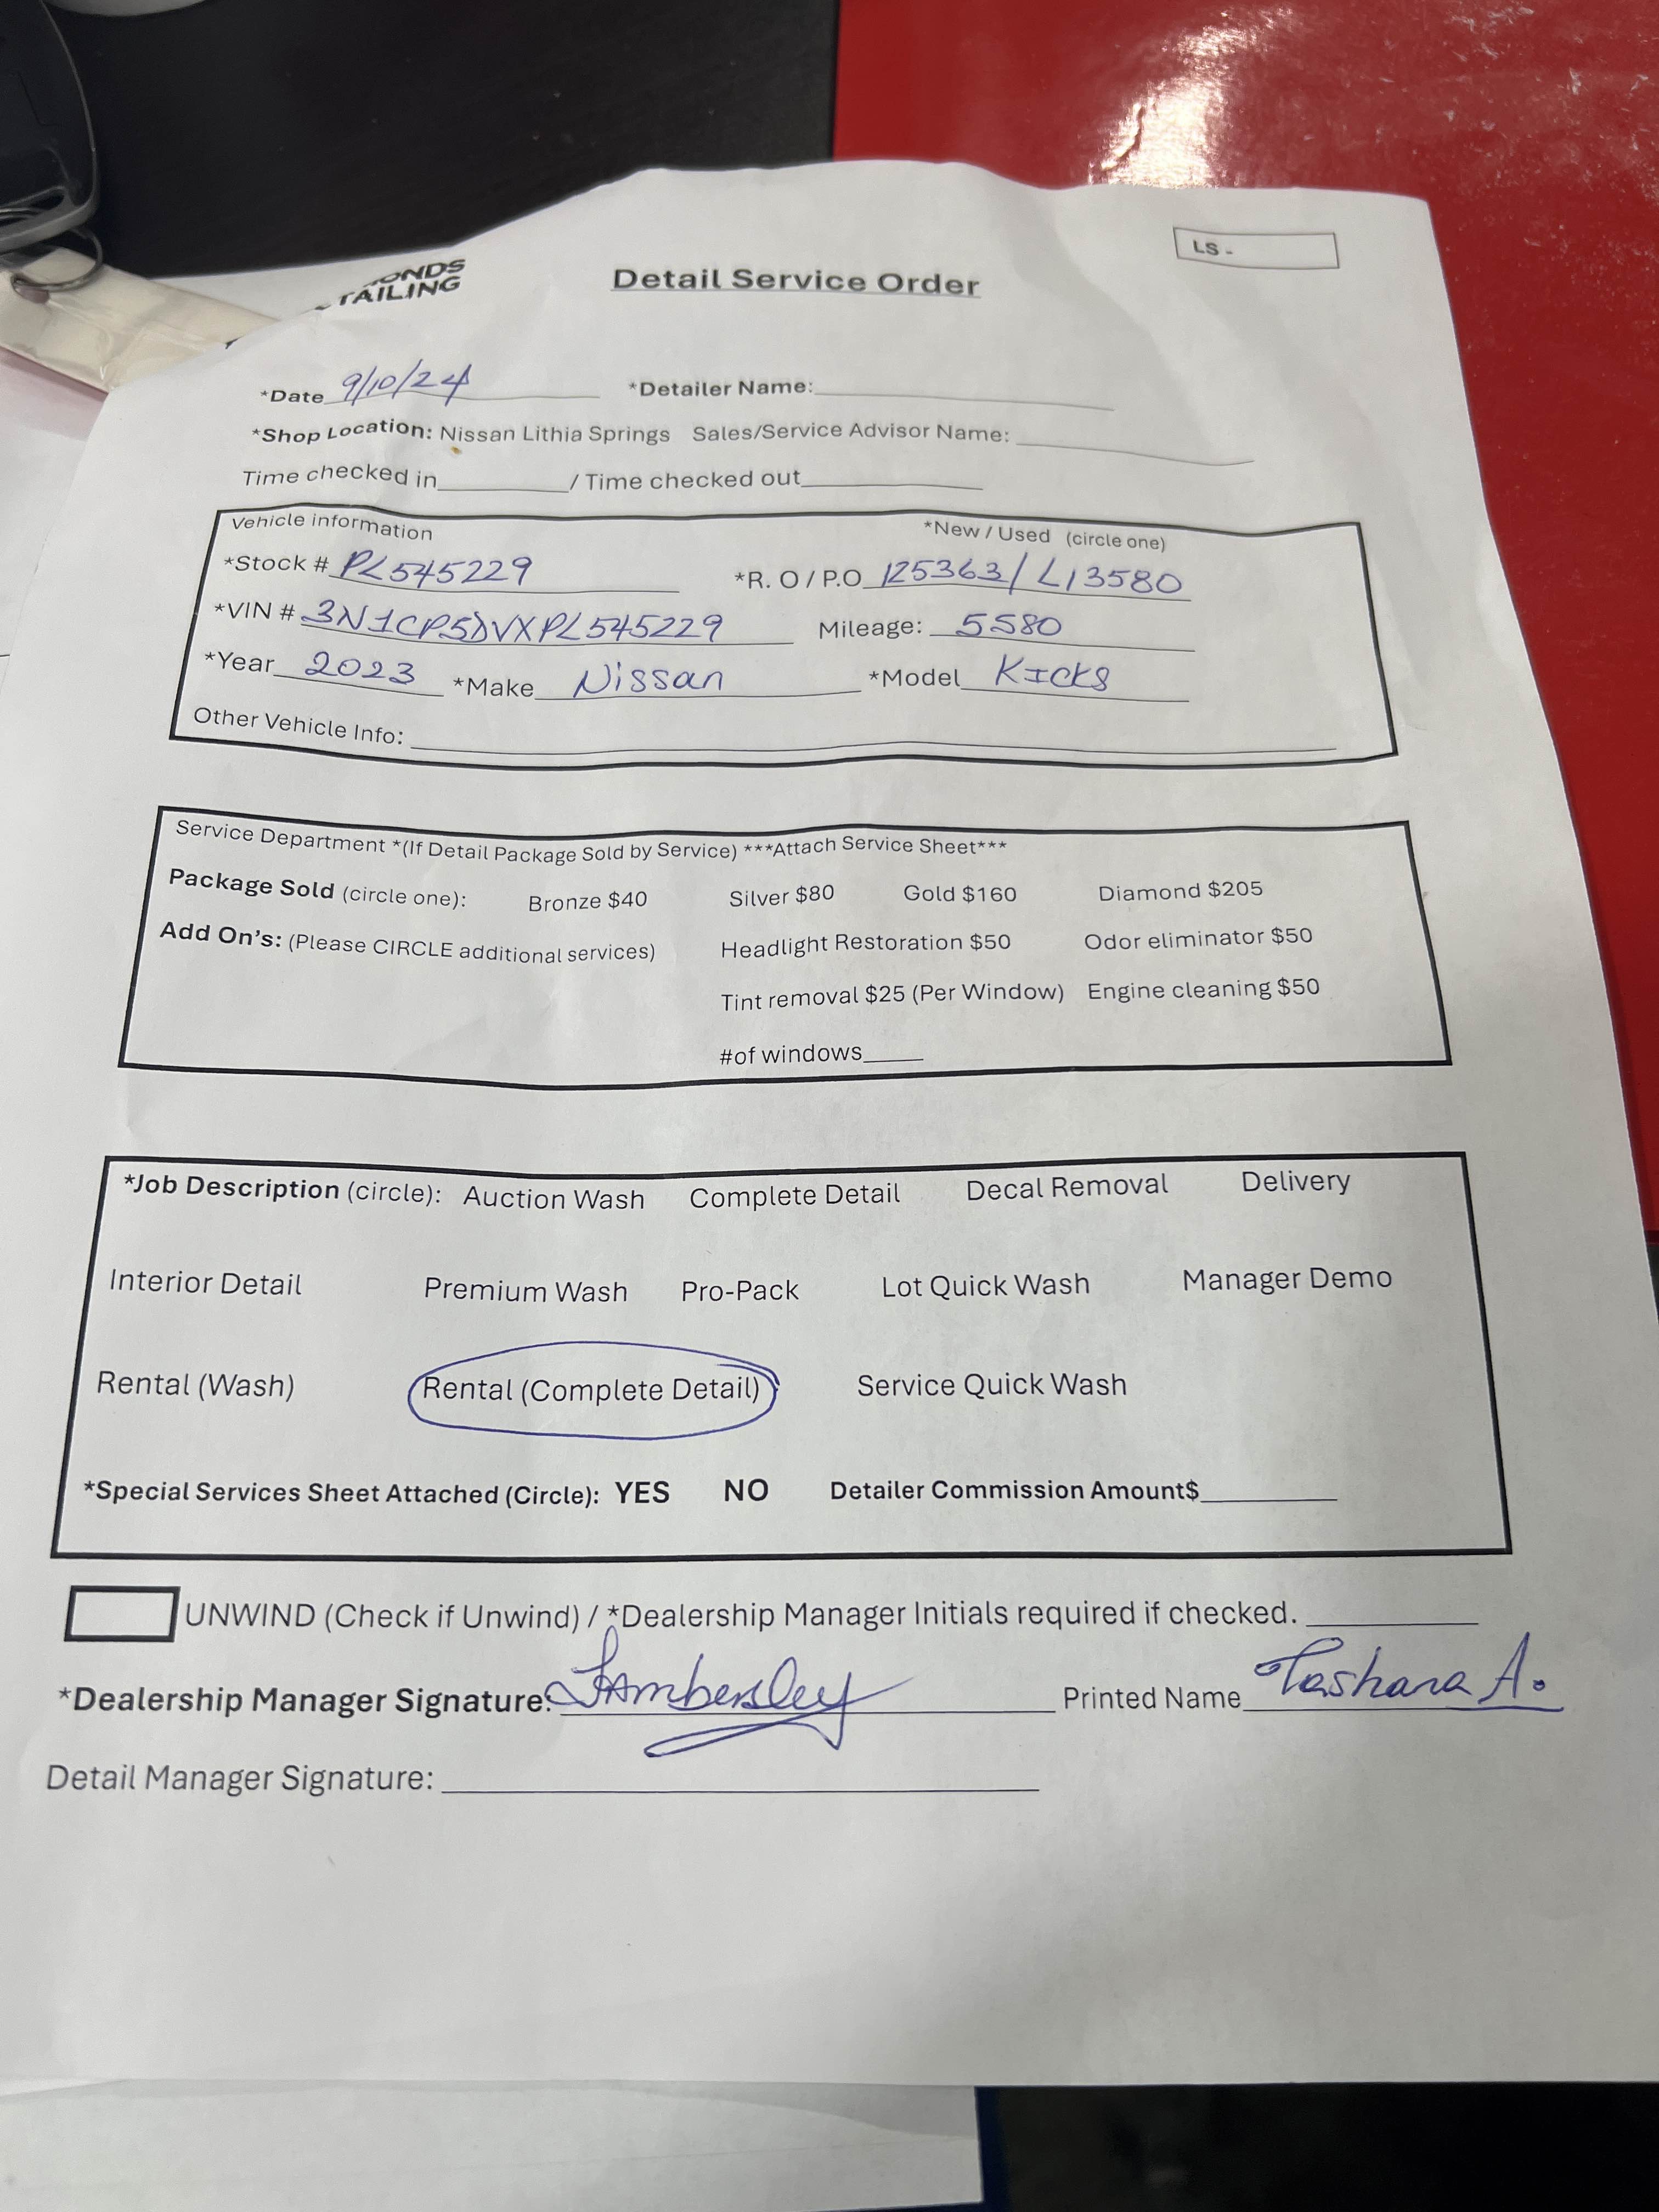 ONDS
TAILING
Detail Service Order
LS -
*Date 9/10/24 *Detailer Name:
*Shop Location: Nissan Lithia Springs Sales/Service Advisor Name:
Time checked in / Time checked out
Vehicle information *New / Used (circle one)
*Stock # PL545229 *R. O / P.O 125363/L13580
*VIN # 3N1CP5DVXPL545229 Mileage: 5580
*Year 2023 *Make Nissan *Model Kicks
Other Vehicle Info:
Service Department *(If Detail Package Sold by Service) ***Attach Service Sheet***
Package Sold (circle one): Bronze $40 Silver $80 Gold $160 Diamond $205
Add On's: (Please CIRCLE additional services) Headlight Restoration $50 Odor eliminator $50
Tint removal $25 (Per Window) Engine cleaning $50
#of windows
*Job Description (circle): Auction Wash Complete Detail Decal Removal Delivery
Interior Detail Premium Wash Pro-Pack Lot Quick Wash Manager Demo
Rental (Wash) Rental (Complete Detail) Service Quick Wash
*Special Services Sheet Attached (Circle): YES NO Detailer Commission Amount$
UNWIND (Check if Unwind) / *Dealership Manager Initials required if checked.
*Dealership Manager Signature: Printed Name Tashana A.
Detail Manager Signature: